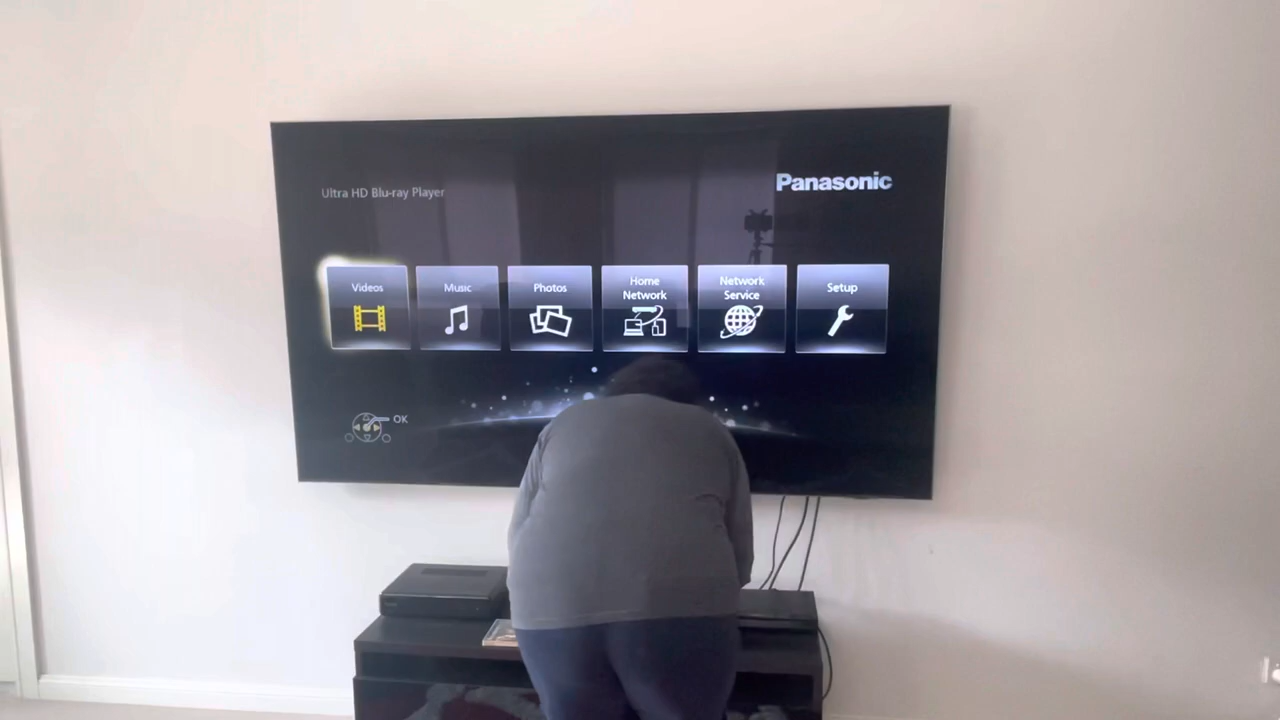 Ultra HD Blu-ray Player
Panasonic
Videos
Music
Photos
Home
Network
Network
Service
Setup
OK